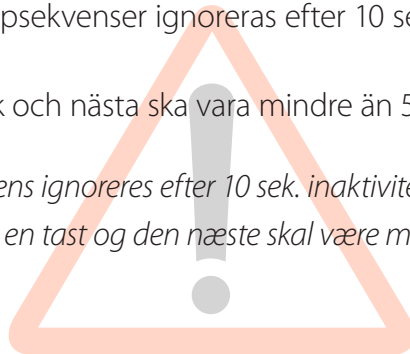 psekvenser ignoreras efter 10 se
k och nästa ska vara mindre än 5
ens ignoreres efter 10 sek. inaktivite
en tast og den næste skal være m